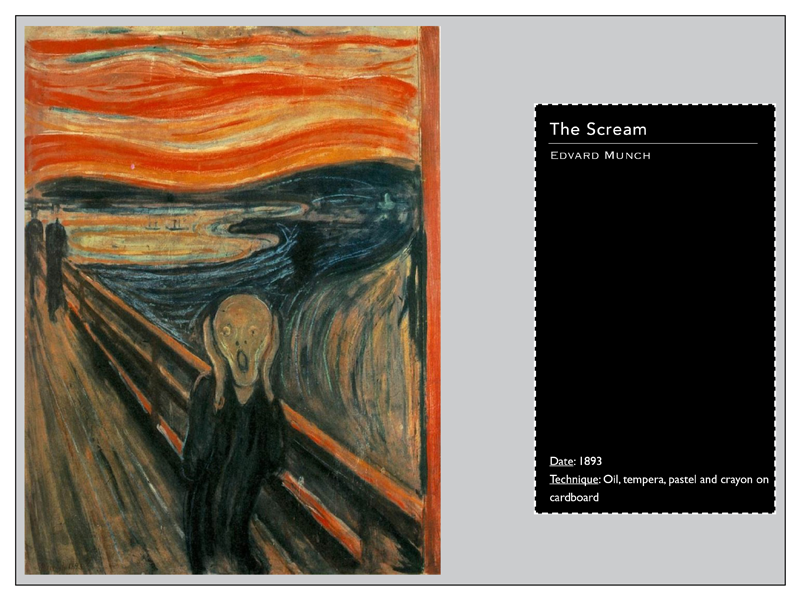 The Scream
EDVARD MUNCH
Date: 1893
Technique: Oil, tempera, pastel and crayon on
cardboard